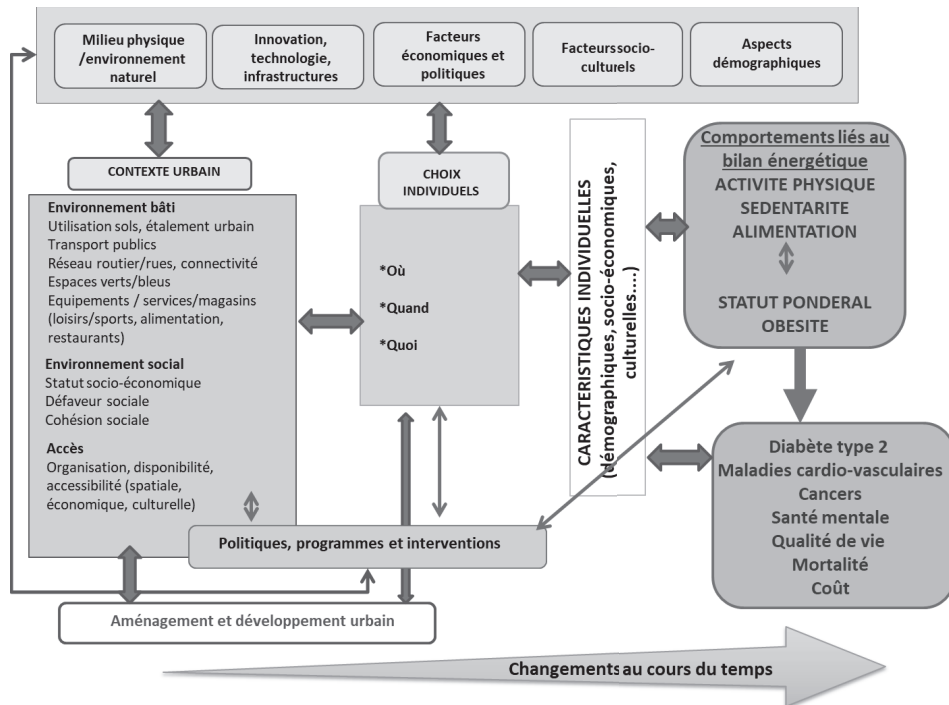 Milieu physique
/environnement
naturel
Innovation,
technologie,
infrastructures
Facteurs
économiques et
politiques
Facteurs socio-
culturels
Aspects
démographiques
CONTEXTE URBAIN
Environnement bâti
Utilisation sols, étalement urbain
Transport publics
Réseau routier/rues, connectivité
Espaces verts/bleus
Equipements / services/magasins
(loisirs/sports, alimentation,
restaurants)
Environnement social
Statut socio-économique
Défaveur sociale
Cohésion sociale
Accès
Organisation, disponibilité,
accessibilité (spatiale,
économique, culturelle)
CHOIX
INDIVIDUELS
*Où
*Quand
*Quoi
CARACTERISTIQUES INDIVIDUELLES
(démographiques, socio-économiques,
culturelles.....)
Comportements liés au
bilan énergétique
ACTIVITE PHYSIQUE
SEDENTARITE
ALIMENTATION
STATUT PONDERAL
OBESITE
Diabète type 2
Maladies cardio-vasculaires
Cancers
Santé mentale
Qualité de vie
Mortalité
Coût
Politiques, programmes et interventions
Aménagement et développement urbain
Changements au cours du temps